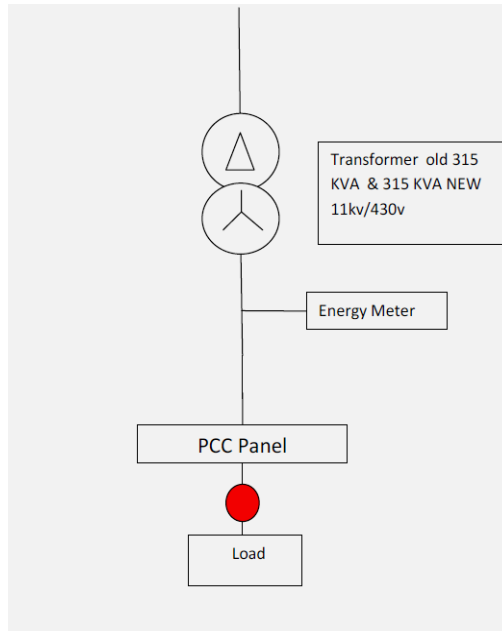 Transformer old 315
KVA & 315 KVA NEW
11kv/430v
Energy Meter
PCC Panel
Load